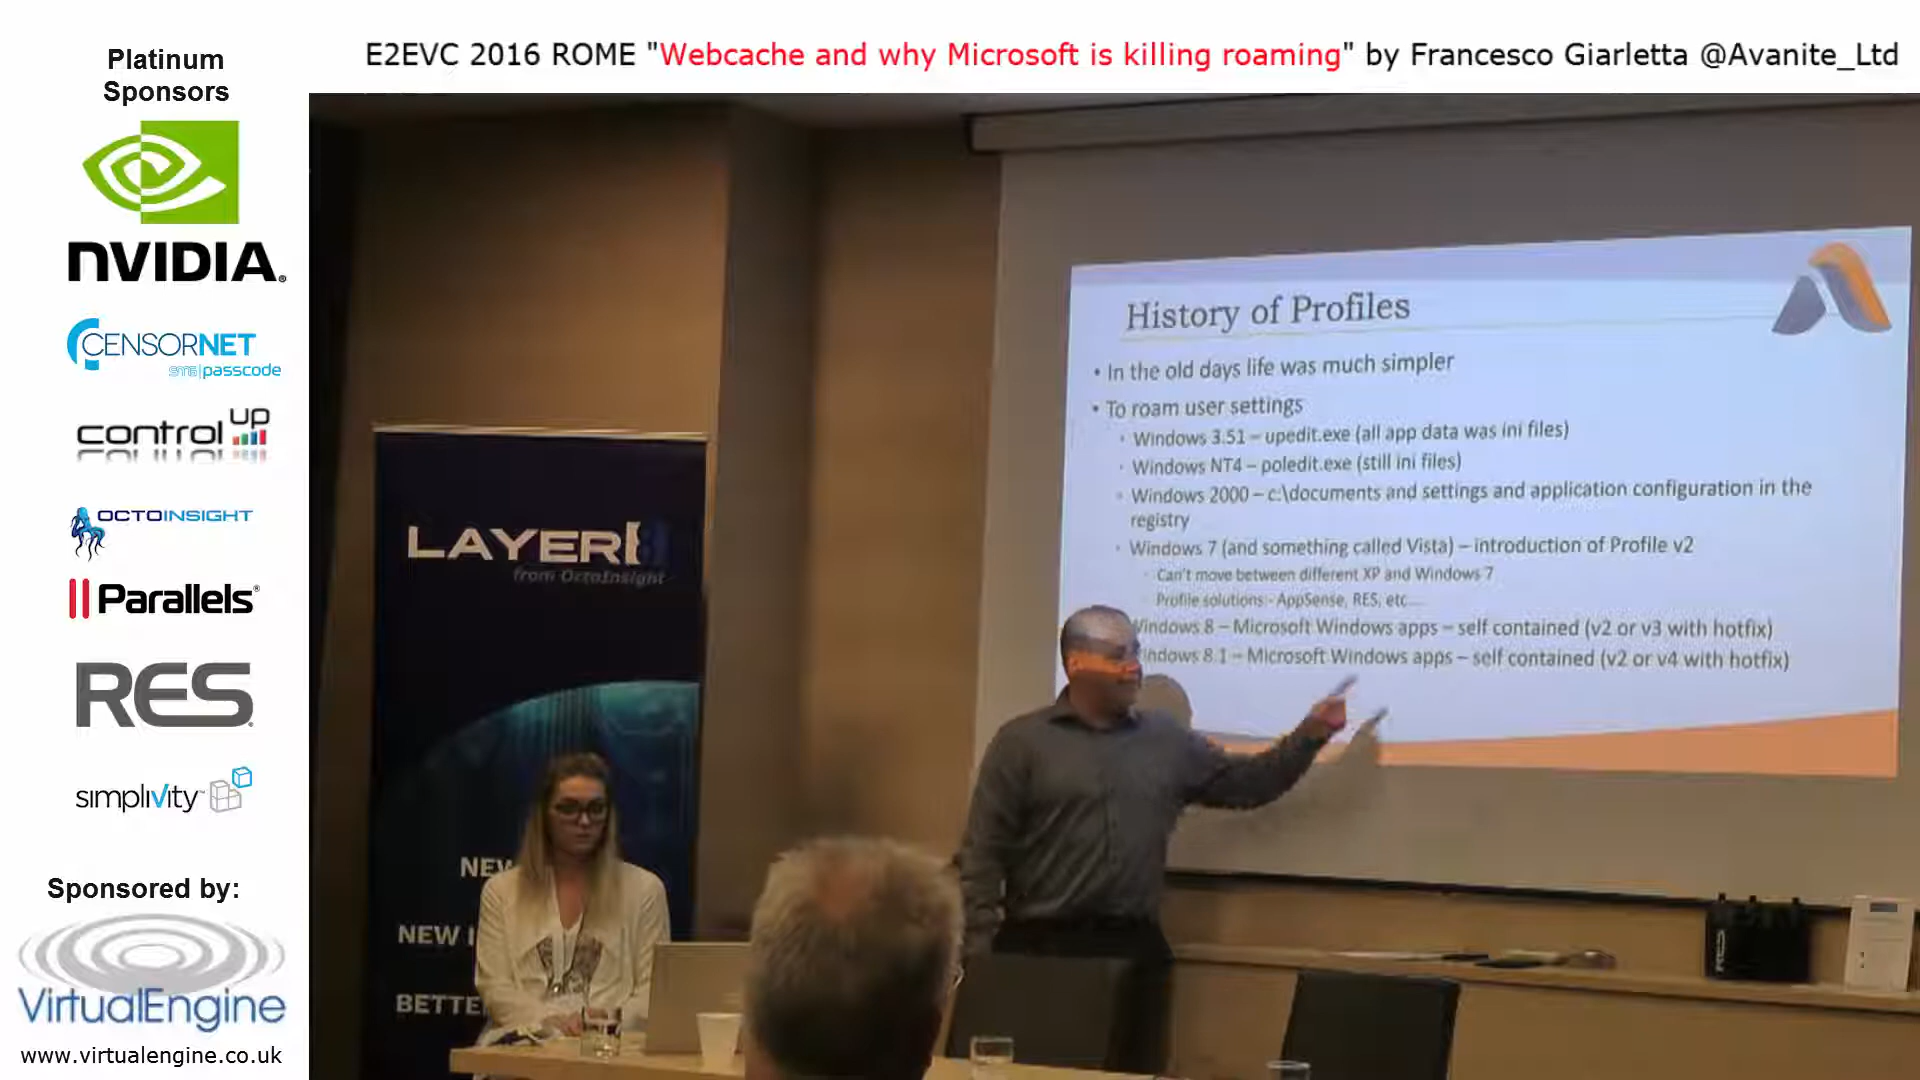 E2EVC 2016 ROME "Webcache and why Microsoft is killing roaming" by Francesco Giarletta @Avanite_Ltd
Platinum
Sponsors
NVIDIA®
CENSORNET
passcode
control up
OCTOINSIGHT
Parallels®
RES®
simplivity™
Sponsored by:
VirtualEngine
www.virtualengine.co.uk
LAYER8
from OctoInsight
NEW
NEW
BETTE
History of Profiles
• In the old days life was much simpler
• To roam user settings
• Windows 3.51 – upedit.exe (all app data was ini files)
• Windows NT4 – poledit.exe (still ini files)
• Windows 2000 – c:\documents and settings and application configuration in the
registry
• Windows 7 (and something called Vista) – introduction of Profile v2
Can't move between different XP and Windows 7
Profile solutions - AppSense, RES, etc...
Windows 8 – Microsoft Windows apps – self contained (v2 or v3 with hotfix)
indows 8.1 – Microsoft Windows apps – self contained (v2 or v4 with hotfix)